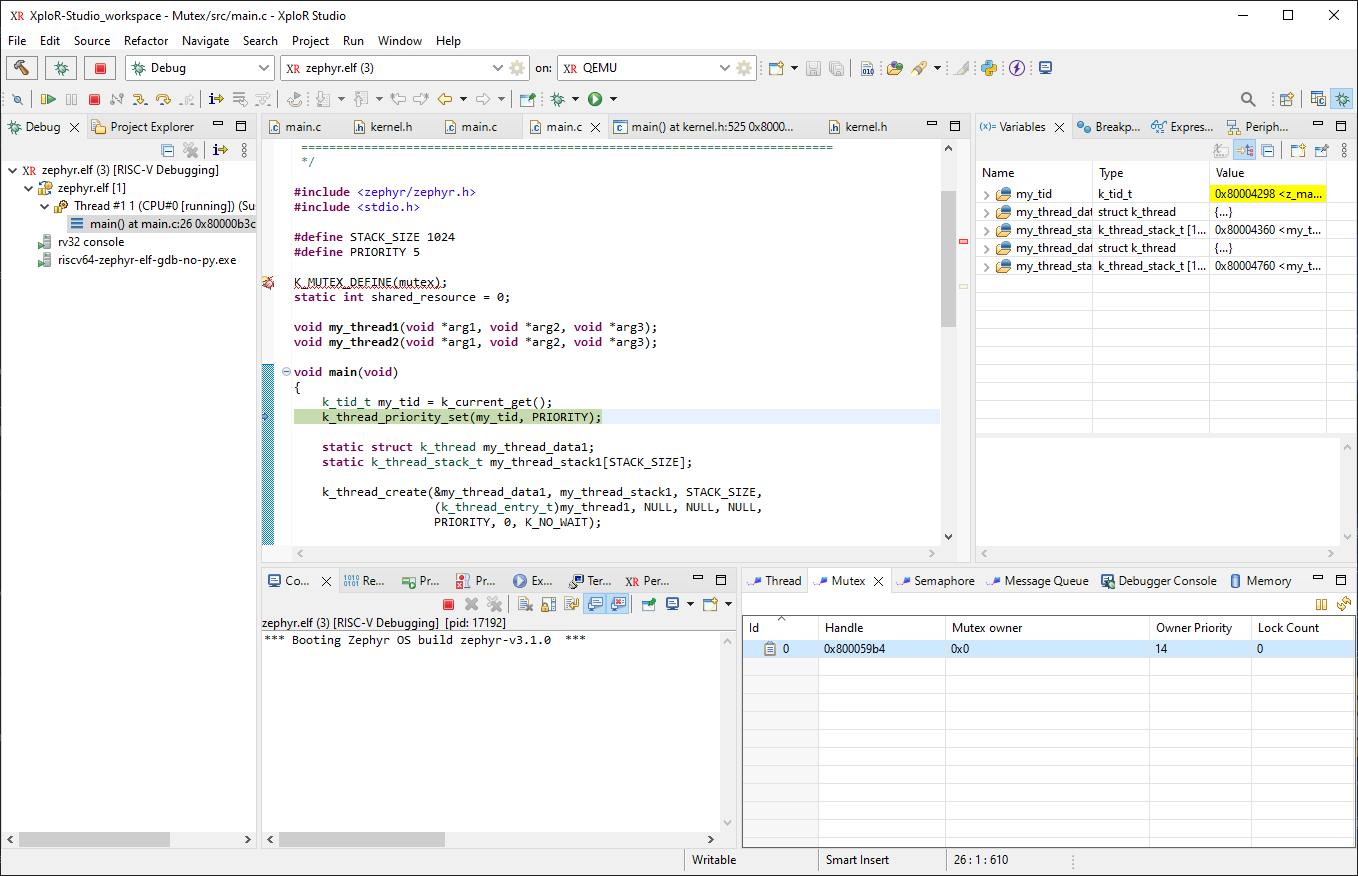 XR XploR-Studio_workspace - Mutex/src/main.c - XploR Studio
File Edit Source Refactor Navigate Search Project Run Window Help
Debug XR zephyr.elf (3) on: XR QEMU
Debug Project Explorer
XR zephyr.elf (3) [RISC-V Debugging]
zephyr.elf [1]
Thread #1 1 (CPU#0 [running]) (Su
main() at main.c:26 0x80000b3c
rv32 console
riscv64-zephyr-elf-gdb-no-py.exe
main.c kernel.h main.c main.c main() at kernel.h:525 0x8000... kernel.h
============================================================================
*/
#include <zephyr/zephyr.h>
#include <stdio.h>
#define STACK_SIZE 1024
#define PRIORITY 5
K_MUTEX_DEFINE(mutex);
static int shared_resource = 0;
void my_thread1(void *arg1, void *arg2, void *arg3);
void my_thread2(void *arg1, void *arg2, void *arg3);
void main(void)
{
k_tid_t my_tid = k_current_get();
k_thread_priority_set(my_tid, PRIORITY);
static struct k_thread my_thread_data1;
static k_thread_stack_t my_thread_stack1[STACK_SIZE];
k_thread_create(&my_thread_data1, my_thread_stack1, STACK_SIZE,
(k_thread_entry_t)my_thread1, NULL, NULL, NULL,
PRIORITY, 0, K_NO_WAIT);
(x)= Variables Breakp... Expres... Periph...
Name Type Value
my_tid k_tid_t 0x80004298 <z_ma...
my_thread_dat struct k_thread {...}
my_thread_sta k_thread_stack_t [1... 0x80004360 <my_t...
my_thread_dat struct k_thread {...}
my_thread_sta k_thread_stack_t [1... 0x80004760 <my_t...
Co... Re... Pr... Pr... Ex... Ter... XR Per...
zephyr.elf (3) [RISC-V Debugging] [pid: 17192]
*** Booting Zephyr OS build zephyr-v3.1.0 ***
Thread Mutex Semaphore Message Queue Debugger Console Memory
Id Handle Mutex owner Owner Priority Lock Count
0 0x800059b4 0x0 14 0
Writable Smart Insert 26 : 1 : 610